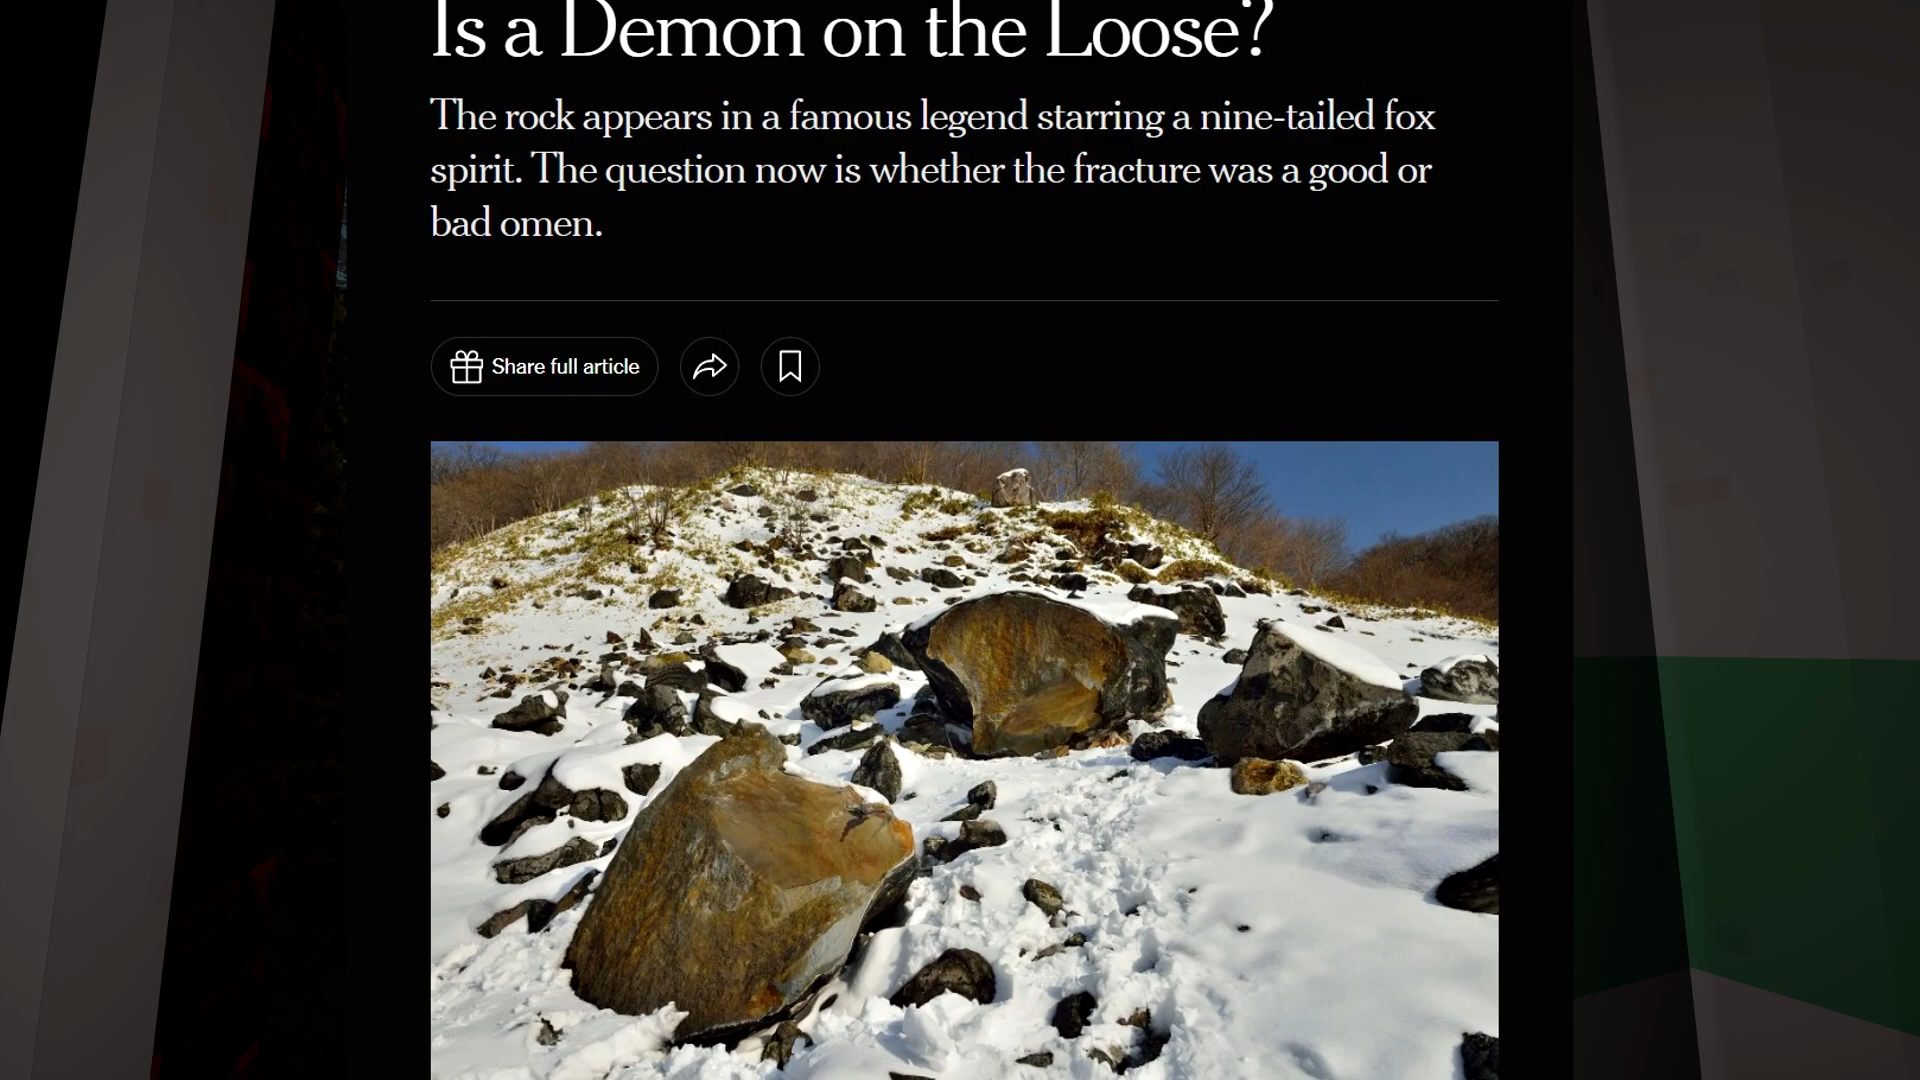 Is a Demon on the Loose?
The rock appears in a famous legend starring a nine-tailed fox
spirit. The question now is whether the fracture was a good or
bad omen.
Share full article